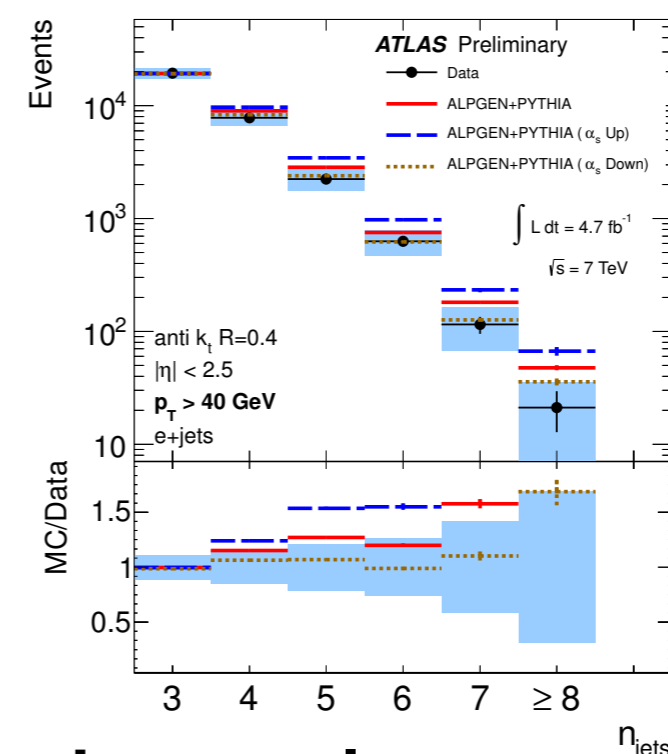 Events
10⁴
10³
10²
10
ATLAS Preliminary
Data
ALPGEN+PYTHIA
ALPGEN+PYTHIA ( αₛ Up)
ALPGEN+PYTHIA ( αₛ Down)
∫ L dt = 4.7 fb⁻¹
√s = 7 TeV
anti kₜ R=0.4
|η| < 2.5
p_T > 40 GeV
e+jets
MC/Data
1.5
1
0.5
3 4 5 6 7 ≥ 8
n_jets